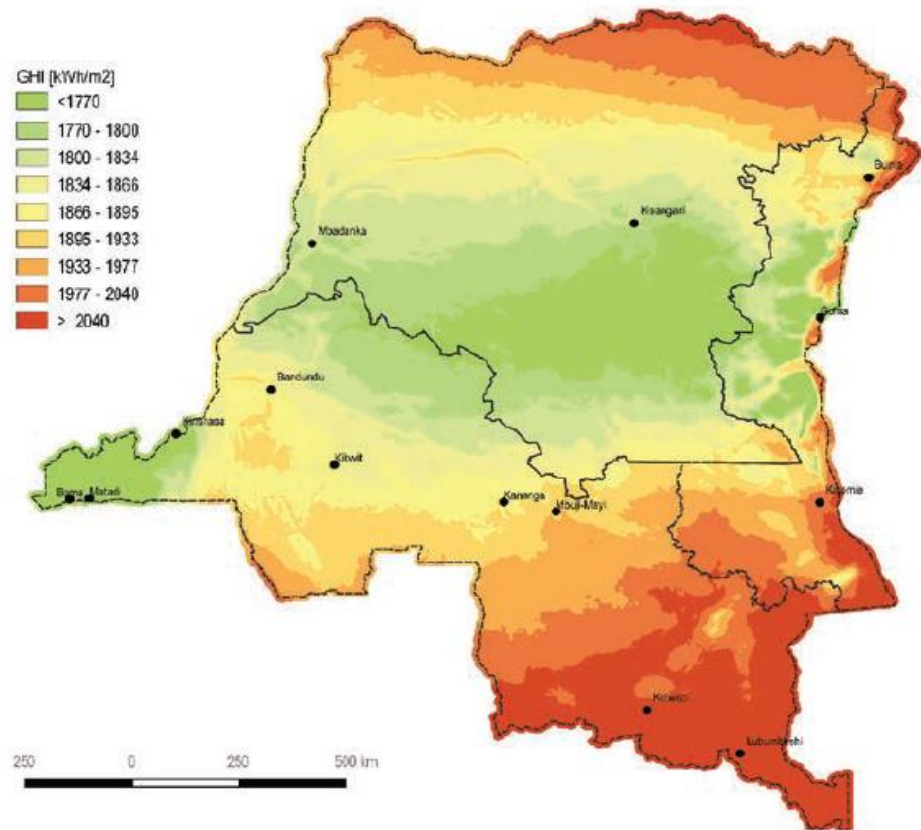 GHI [kWh/m2]
<1770
1770 - 1800
1800 - 1834
1834 - 1866
1866 - 1895
1895 - 1933
1933 - 1977
1977 - 2040
> 2040
Bunia
Kisangani
Mbadanka
Goma
Bandundu
Kinshasa
Kikwit
Boma
Matadi
Kananga
Mbuji-Mayi
Kalemie
Kolwezi
Lubumbashi
250
0
250
500 km